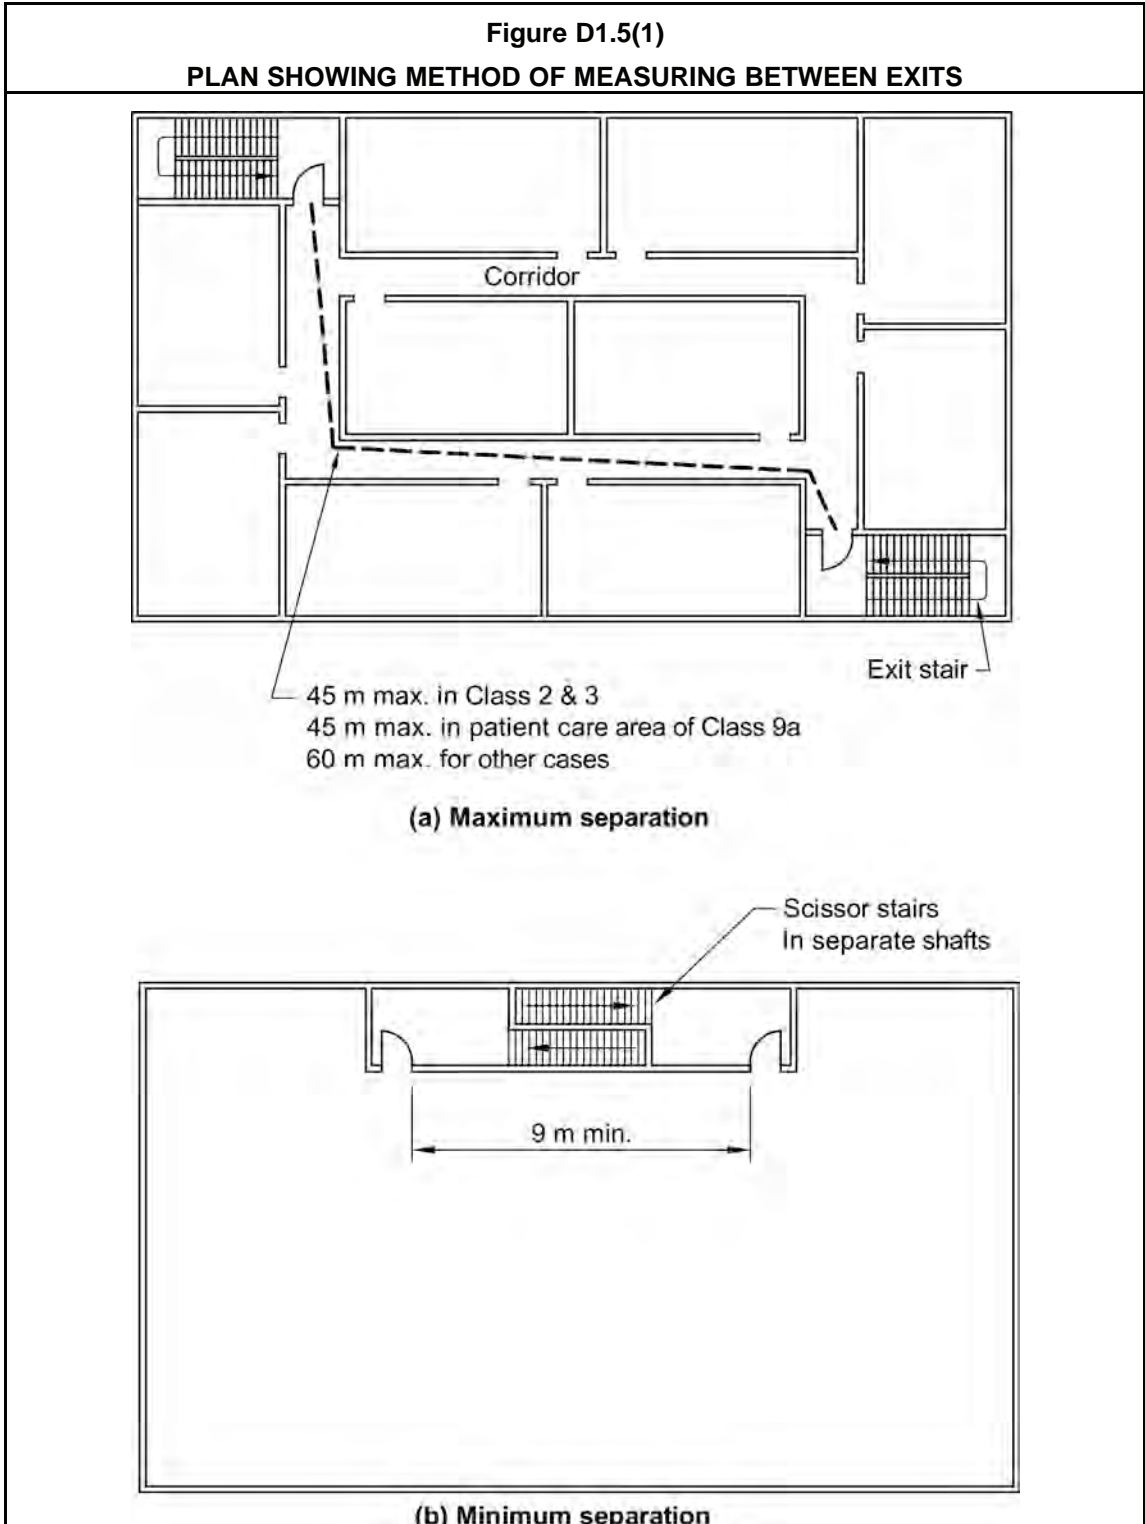 Figure D1.5(1)
PLAN SHOWING METHOD OF MEASURING BETWEEN EXITS
Corridor
Exit stair
45 m max. in Class 2 & 3
45 m max. in patient care area of Class 9a
60 m max. for other cases
(a) Maximum separation
Scissor stairs
In separate shafts
9 m min.
(b) Minimum separation